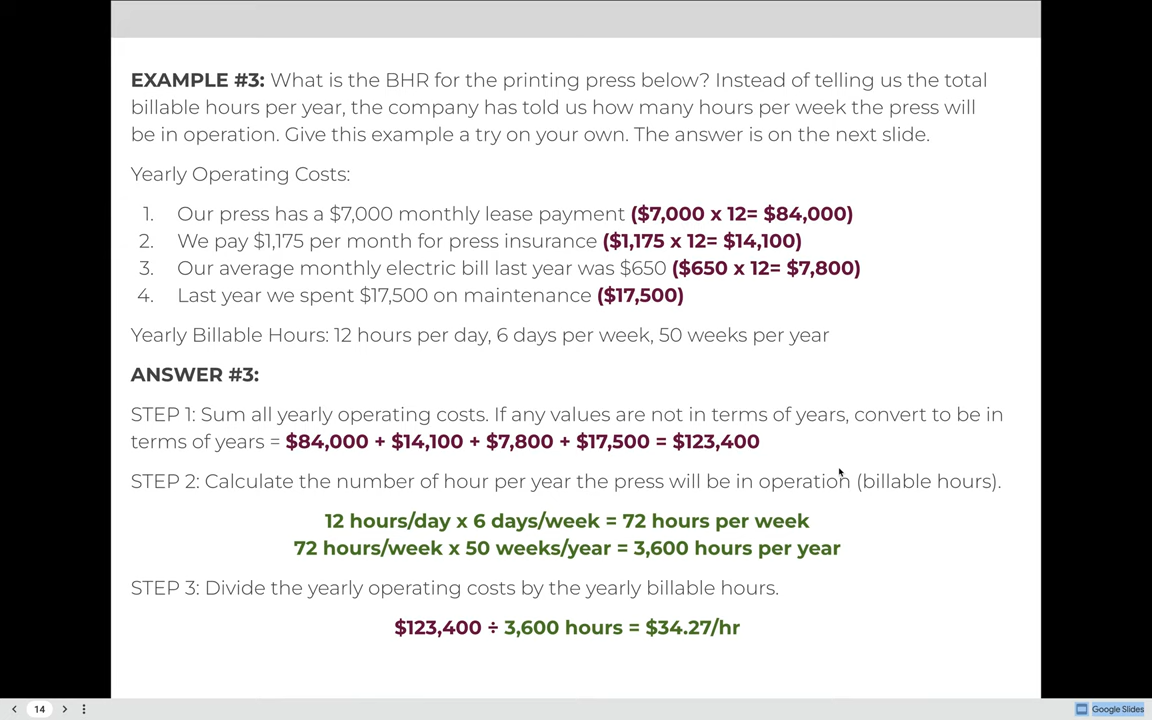 EXAMPLE #3: What is the BHR for the printing press below? Instead of telling us the total
billable hours per year, the company has told us how many hours per week the press will
be in operation. Give this example a try on your own. The answer is on the next slide.
Yearly Operating Costs:
1. Our press has a $7,000 monthly lease payment ($7,000 x 12= $84,000)
2. We pay $1,175 per month for press insurance ($1,175 x 12= $14,100)
3. Our average monthly electric bill last year was $650 ($650 x 12= $7,800)
4. Last year we spent $17,500 on maintenance ($17,500)
Yearly Billable Hours: 12 hours per day, 6 days per week, 50 weeks per year
ANSWER #3:
STEP 1: Sum all yearly operating costs. If any values are not in terms of years, convert to be in
terms of years = $84,000 + $14,100 + $7,800 + $17,500 = $123,400
STEP 2: Calculate the number of hour per year the press will be in operation (billable hours).
12 hours/day x 6 days/week = 72 hours per week
72 hours/week x 50 weeks/year = 3,600 hours per year
STEP 3: Divide the yearly operating costs by the yearly billable hours.
$123,400 ÷ 3,600 hours = $34.27/hr
14
Google Slides